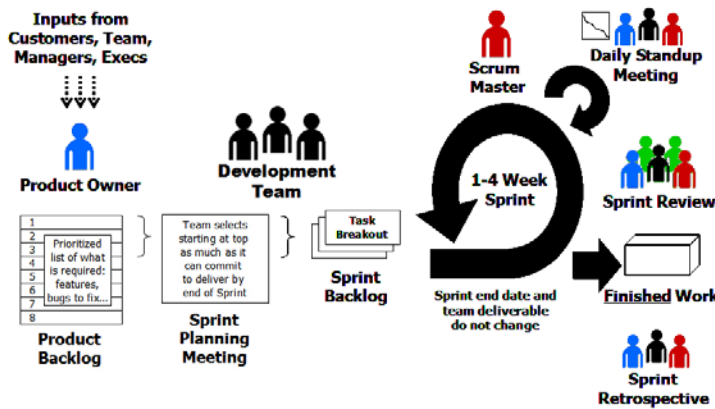 Inputs from
Customers, Team,
Managers, Execs
Product Owner
1
2
3
4
5
6
7
8
Prioritized
list of what
is required:
features,
bugs to fix...
Product
Backlog
Team selects
starting at top
as much as it
can commit
to deliver by
end of Sprint
Sprint
Planning
Meeting
Development
Team
Task
Breakout
Sprint
Backlog
Scrum
Master
Daily Standup
Meeting
1-4 Week
Sprint
Sprint end date and
team deliverable
do not change
Sprint Review
Finished Work
Sprint
Retrospective